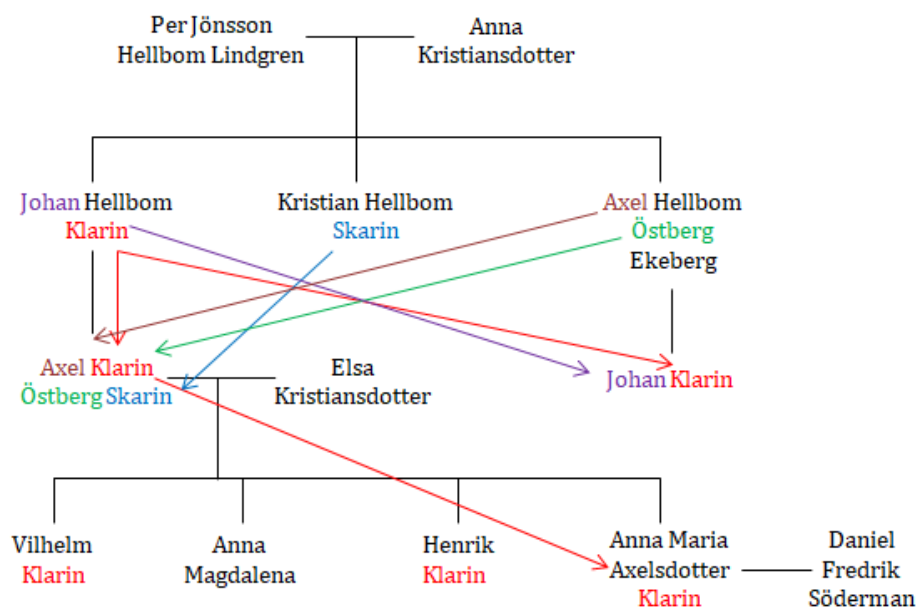 Per Jönsson
Hellbom Lindgren
Anna
Kristiansdotter
Johan Hellbom
Klarin
Kristian Hellbom
Skarin
Axel Hellbom
Östberg
Ekeberg
Axel Klarin
Östberg Skarin
Elsa
Kristiansdotter
Johan Klarin
Vilhelm
Klarin
Anna
Magdalena
Henrik
Klarin
Anna Maria
Axelsdotter
Klarin
Daniel
Fredrik
Söderman